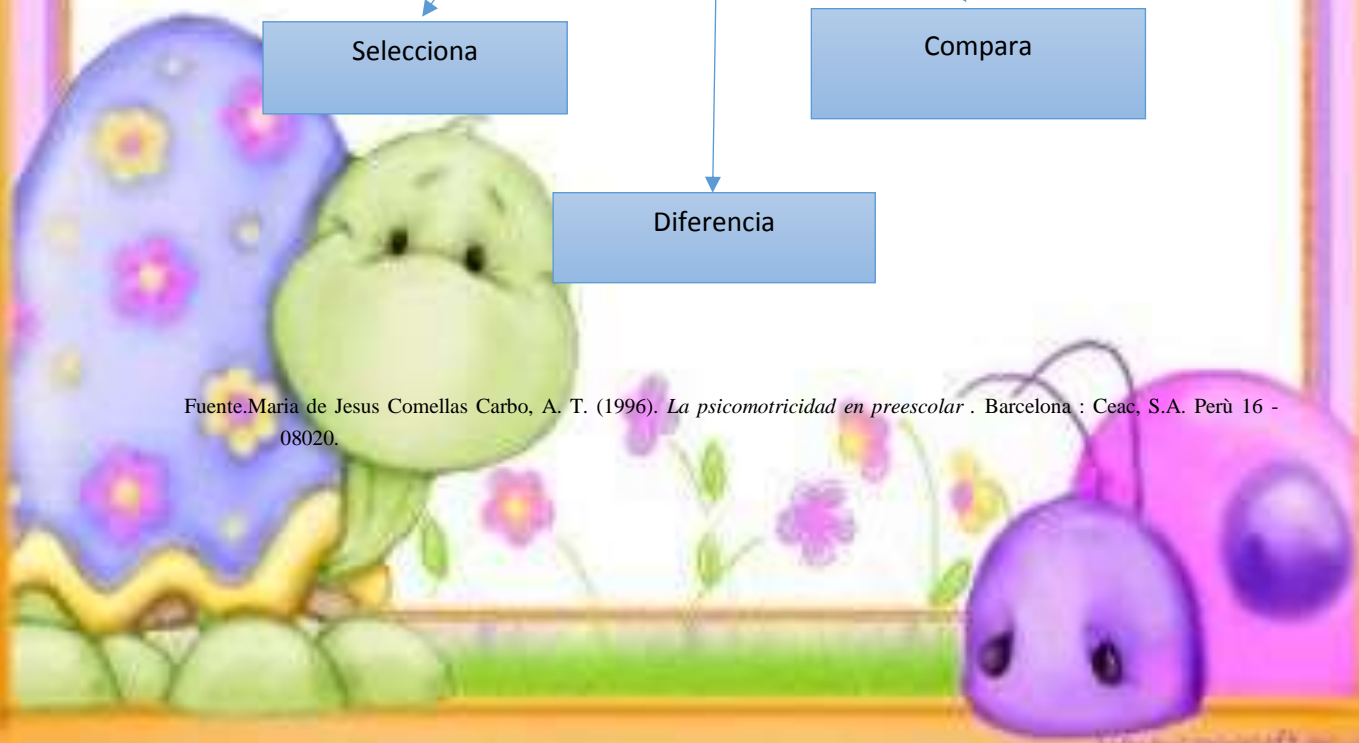 Selecciona
Compara
Diferencia
Fuente.Maria de Jesus Comellas Carbo, A. T. (1996). La psicomotricidad en preescolar . Barcelona : Ceac, S.A. Perù 16 -
08020.